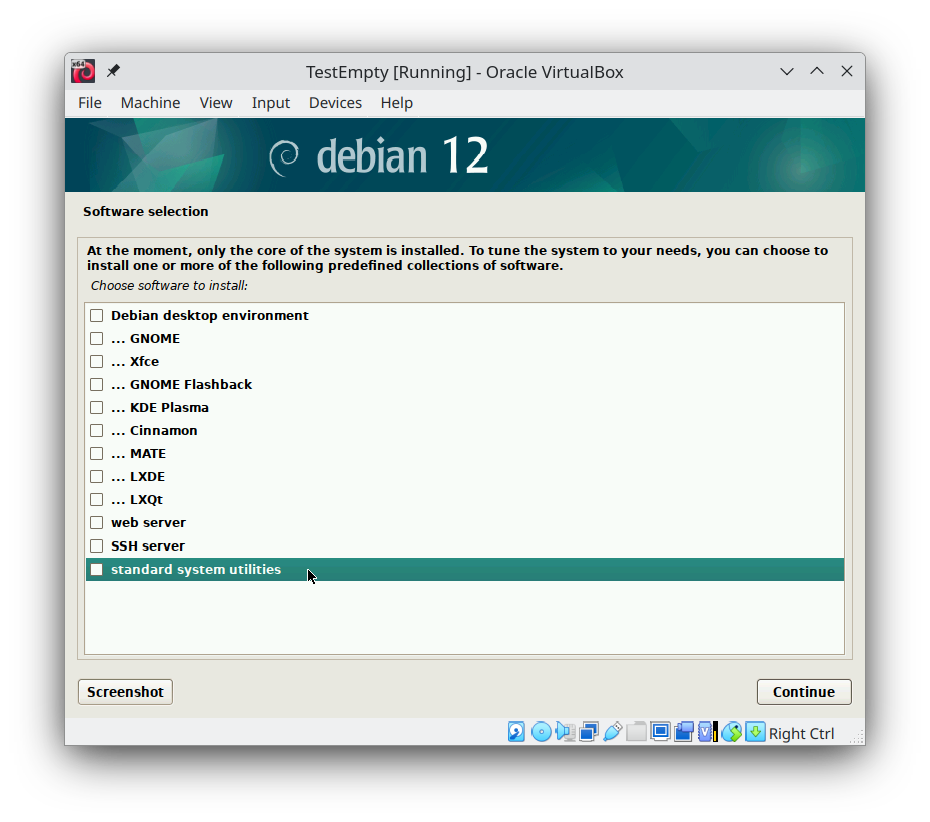 x64
TestEmpty [Running] - Oracle VirtualBox
File Machine View Input Devices Help
debian 12
Software selection
At the moment, only the core of the system is installed. To tune the system to your needs, you can choose to
install one or more of the following predefined collections of software.
Choose software to install:
Debian desktop environment
... GNOME
... Xfce
... GNOME Flashback
... KDE Plasma
... Cinnamon
... MATE
... LXDE
... LXQt
web server
SSH server
standard system utilities
Screenshot
Continue
V
Right Ctrl